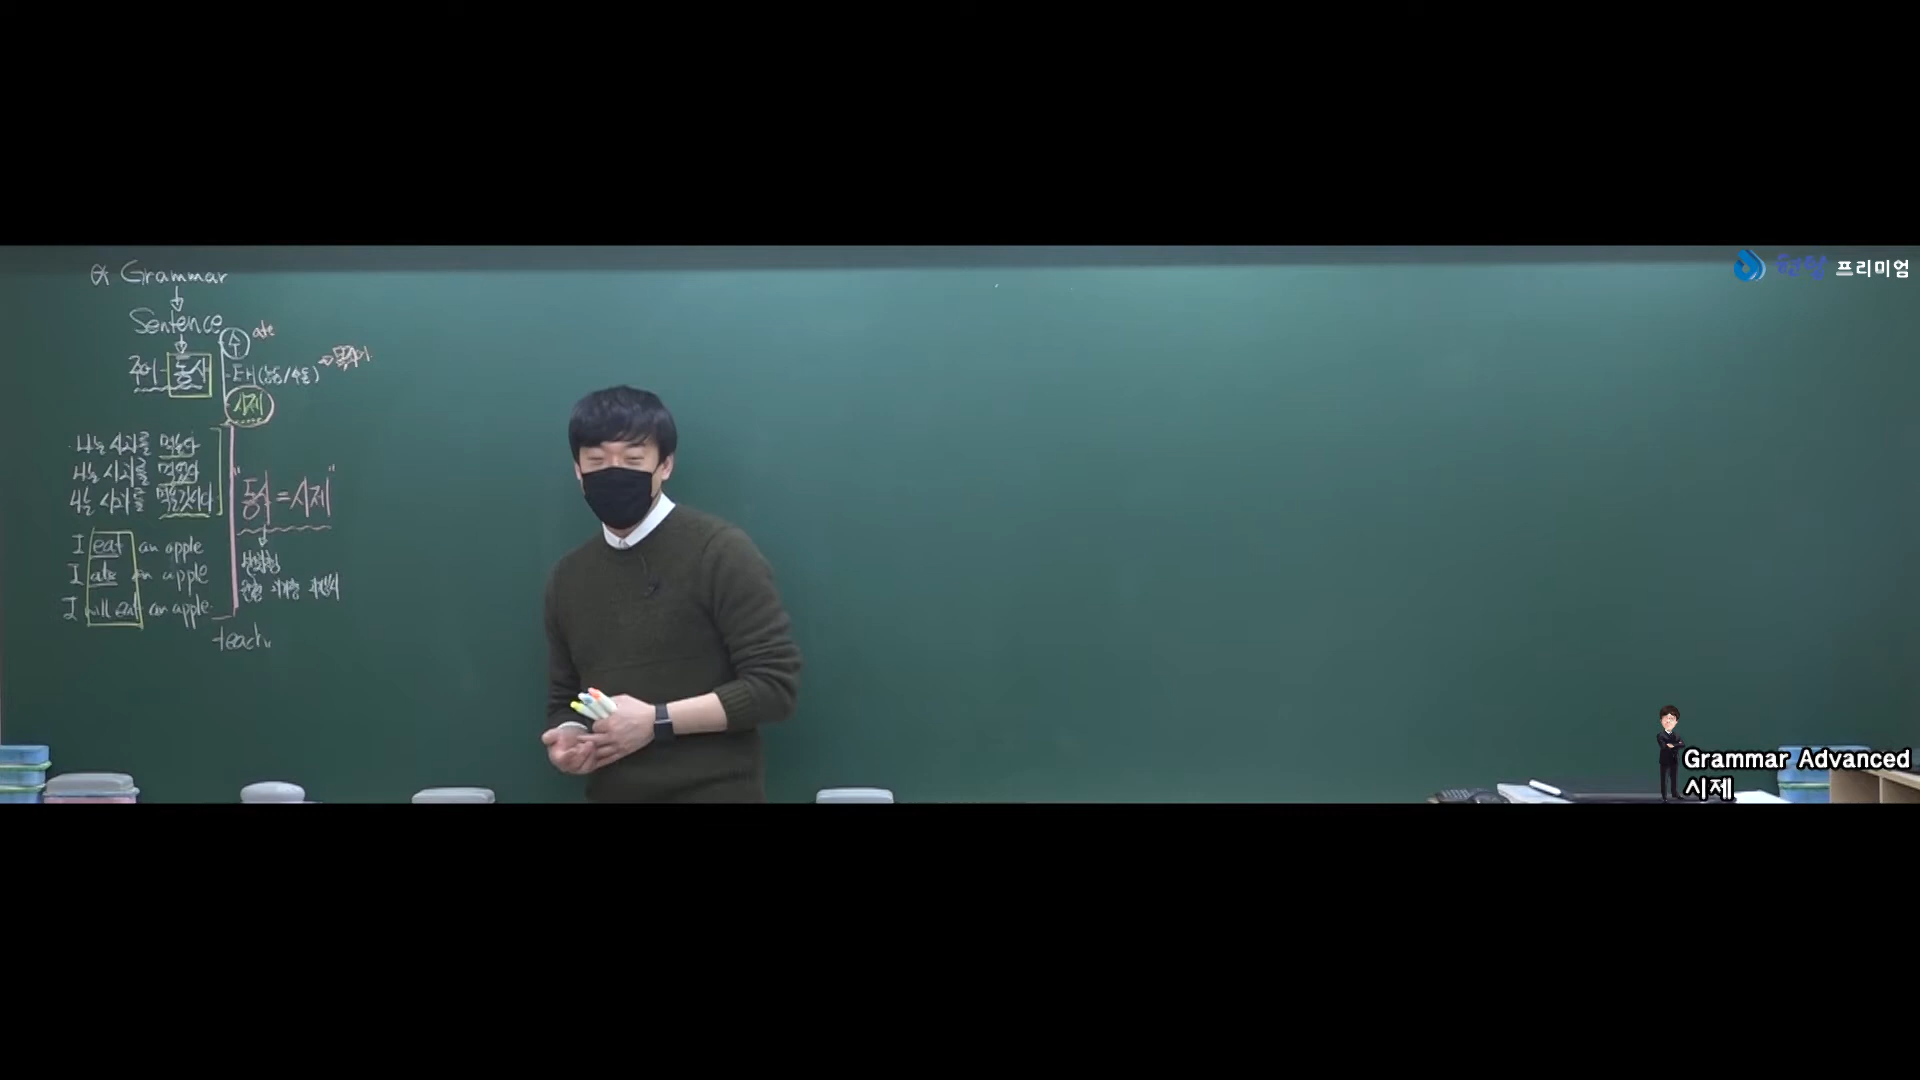 Grammar
Sentence
수
ate
주어 - 동사
태(능동/수동)
시제
나는 사과를 먹는다
나는 사과를 먹었다
나는 사과를 먹을것이다
"동사 = 시제"
I eat an apple
I ate an apple
I will eat an apple.
teach
프리미엄
Grammar Advanced
시제